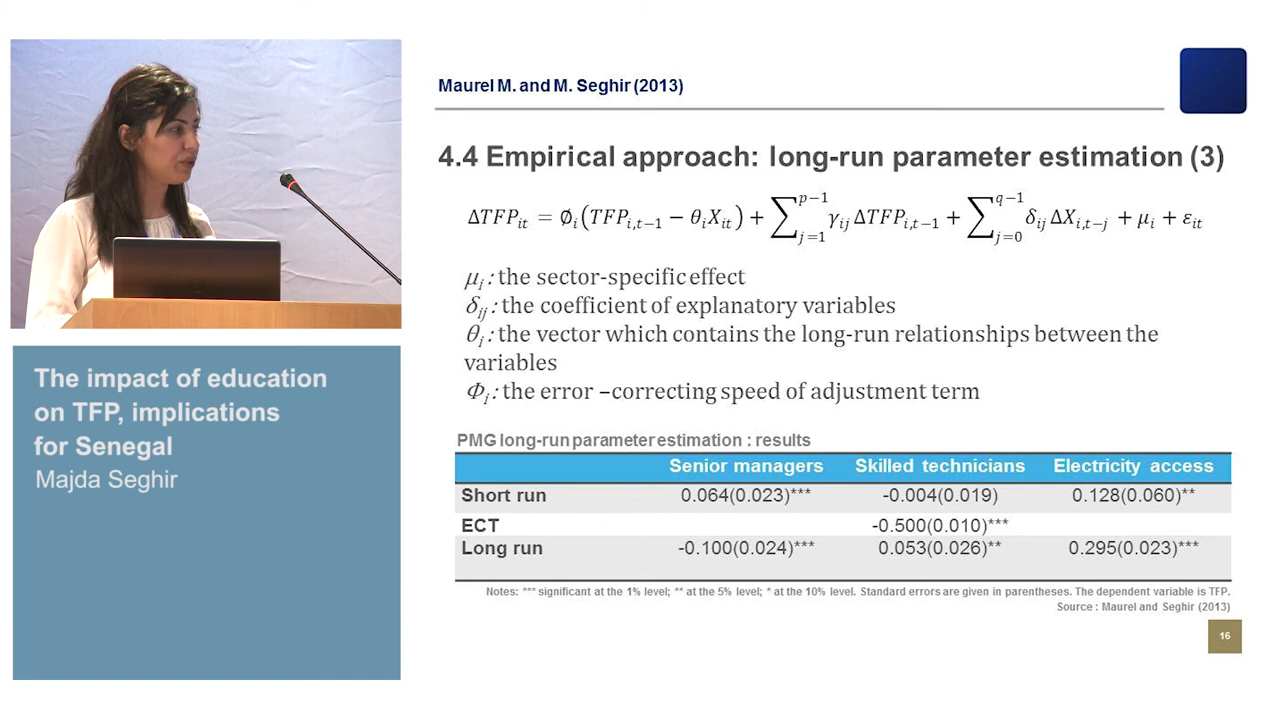 Maurel M. and M. Seghir (2013)
4.4 Empirical approach: long-run parameter estimation (3)
ΔTFP_it = ∅_i(TFP_i,t−1 − θ_iX_it) + ∑_{j=1}^{p−1} γ_ij ΔTFP_i,t−1 + ∑_{j=0}^{q−1} δ_ij ΔX_i,t−j + μ_i + ε_it
μ_i : the sector-specific effect
δ_ij : the coefficient of explanatory variables
θ_i : the vector which contains the long-run relationships between the
variables
Φ_i : the error –correcting speed of adjustment term
PMG long-run parameter estimation : results
Senior managers Skilled technicians Electricity access
Short run 0.064(0.023)*** -0.004(0.019) 0.128(0.060)**
ECT -0.500(0.010)***
Long run -0.100(0.024)*** 0.053(0.026)** 0.295(0.023)***
Notes: *** significant at the 1% level; ** at the 5% level; * at the 10% level. Standard errors are given in parentheses. The dependent variable is TFP.
Source : Maurel and Seghir (2013)
16
The impact of education
on TFP, implications
for Senegal
Majda Seghir